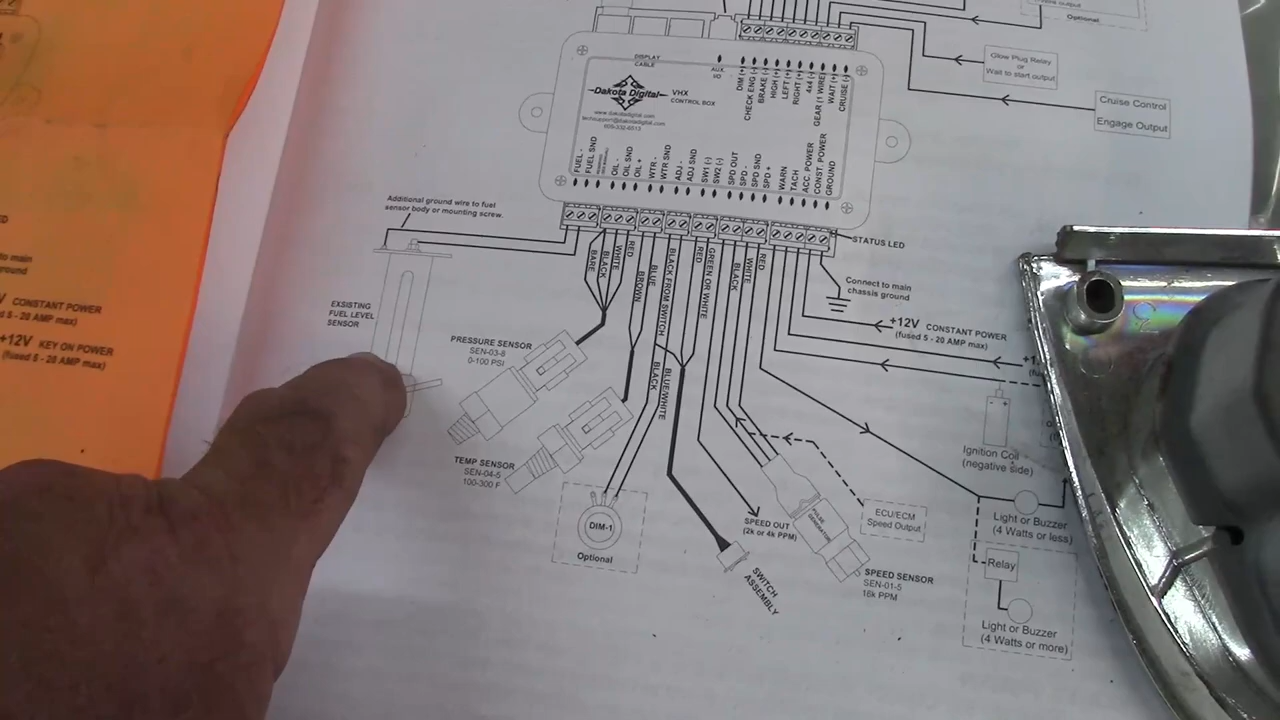 Optional
Glow Plug Relay
or
Wait to start output
Cruise Control
Engage Output
DISPLAY
CABLE
AUX.
I/O
DIM (+)
CHECK ENG (-)
BRAKE (-)
HIGH (+)
LEFT (+)
RIGHT (+)
4x4 (-)
GEAR (1 WIRE)
WAIT (+)
CRUISE (-)
Dakota Digital
VHX
CONTROL BOX
www.dakotadigital.com
605-332-6513
FUEL -
FUEL SND
OIL -
OIL SND
OIL +
WTR -
WTR SND
ADJ -
ADJ SND
SW1 (-)
SW2 (-)
SPD OUT
SPD -
SPD SND
SPD +
WARN
TACH
ACC. POWER
CONST. POWER
GROUND
Additional ground wire to fuel
sensor body or mounting screw.
STATUS LED
BARE
BLACK
WHITE
RED
BROWN
BLUE
BLACK FROM SWITCH
RED
GREEN OR WHITE
BLACK
WHITE
RED
Connect to main
chassis ground
EXSISTING
FUEL LEVEL
SENSOR
+12V CONSTANT POWER
(fused 5 - 20 AMP max)
PRESSURE SENSOR
SEN-03-8
0-100 PSI
BLACK
BLUE/WHITE
TEMP SENSOR
SEN-04-5
100-300 F
Ignition Coil
(negative side)
DIM-1
Optional
SPEED OUT
(2k or 4k PPM)
PULSE
GENERATOR
ECU/ECM
Speed Output
Light or Buzzer
(4 Watts or less)
SWITCH
ASSEMBLY
SPEED SENSOR
SEN-01-5
16k PPM
Relay
Light or Buzzer
(4 Watts or more)
to main
ground
V CONSTANT POWER
5 - 20 AMP max)
+12V KEY ON POWER
(fused 5 - 20 AMP max)